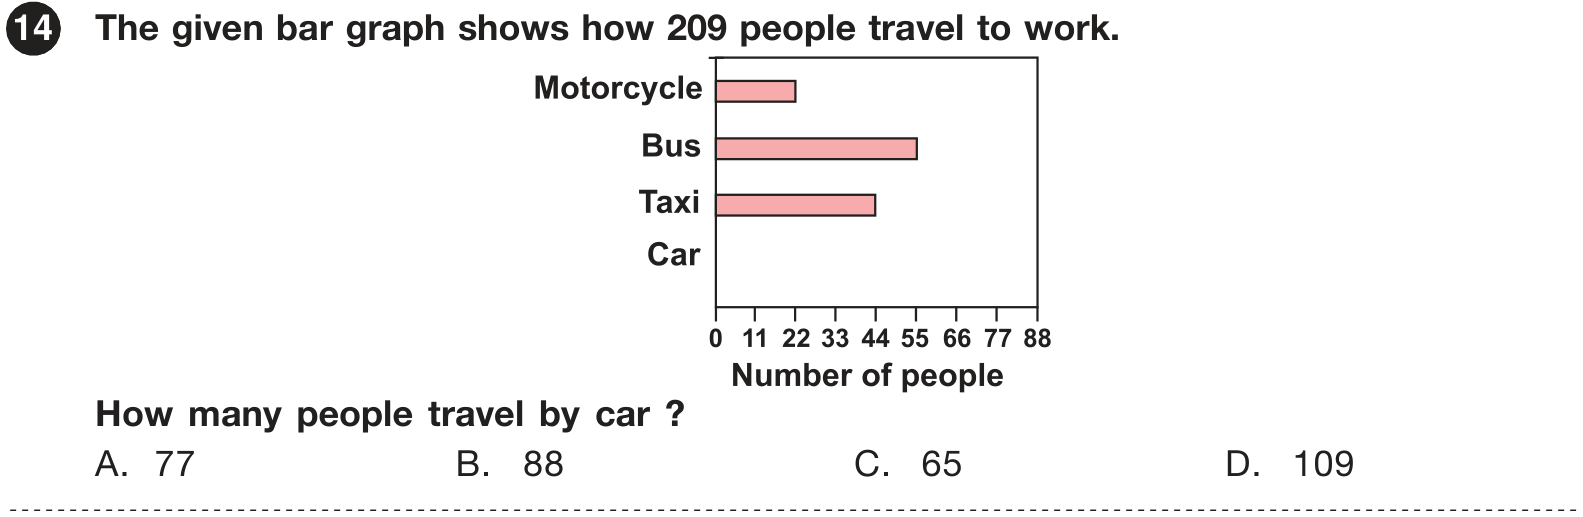 14 The given bar graph shows how 209 people travel to work.
Motorcycle
Bus
Taxi
Car
0 11 22 33 44 55 66 77 88
Number of people
How many people travel by car ?
A. 77 B. 88 C. 65 D. 109